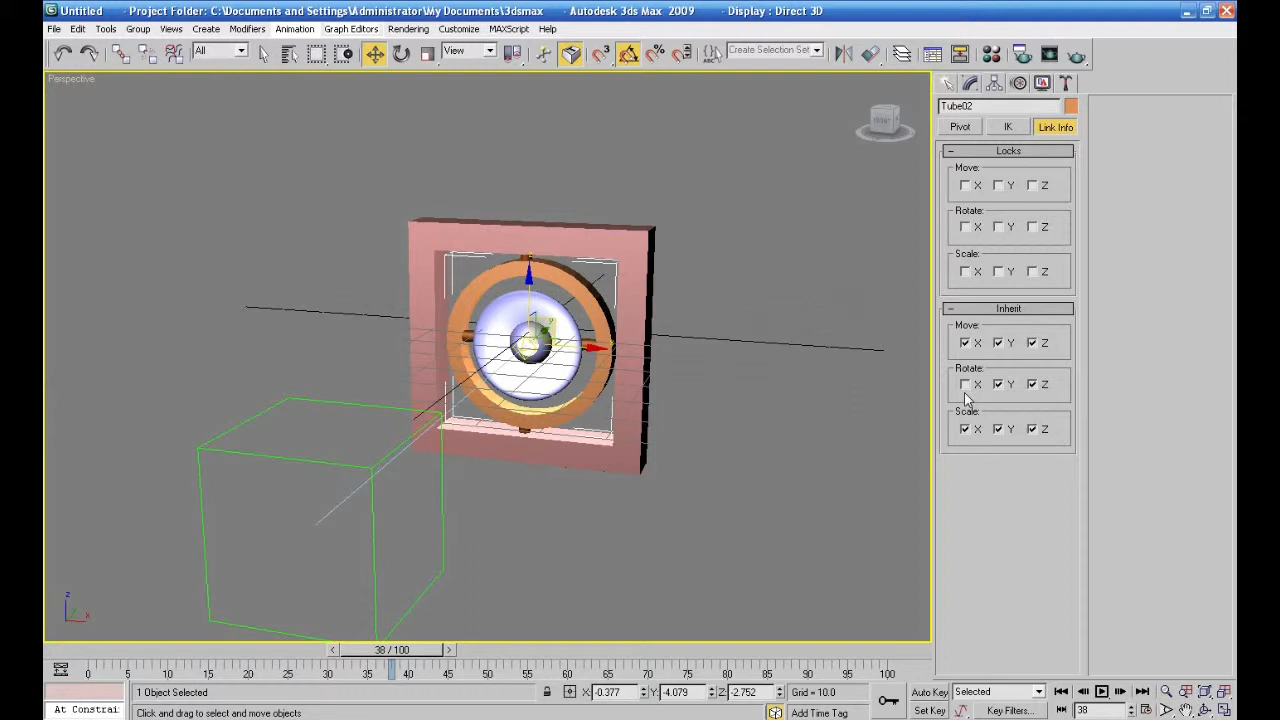 Untitled - Project Folder: C:\Documents and Settings\Administrator\My Documents\3dsmax - Autodesk 3ds Max 2009 - Display : Direct 3D
File Edit Tools Group Views Create Modifiers Animation Graph Editors Rendering Customize MAXScript Help
All View Create Selection Set
Perspective
FRONT
Tube02
Pivot IK Link Info
Locks
Move:
X Y Z
Rotate:
X Y Z
Scale:
X Y Z
Inherit
Move:
X Y Z
Rotate:
X Y Z
Scale:
X Y Z
z
x
38 / 100
0 5 10 15 20 25 30 35 40 45 50 55 60 65 70 75 80 85 90 95 100
1 Object Selected X: -0.377 Y: -4.079 Z: -2.752 Grid = 10.0 Auto Key Selected
At Constrai Click and drag to select and move objects Add Time Tag Set Key Key Filters... 38